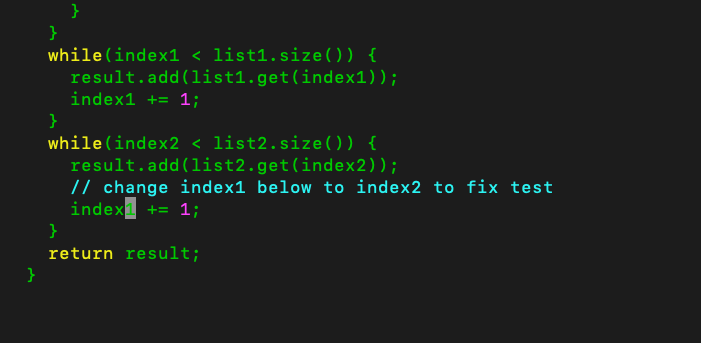 }
}
while(index1 < list1.size()) {
result.add(list1.get(index1));
index1 += 1;
}
while(index2 < list2.size()) {
result.add(list2.get(index2));
// change index1 below to index2 to fix test
index1 += 1;
}
return result;
}